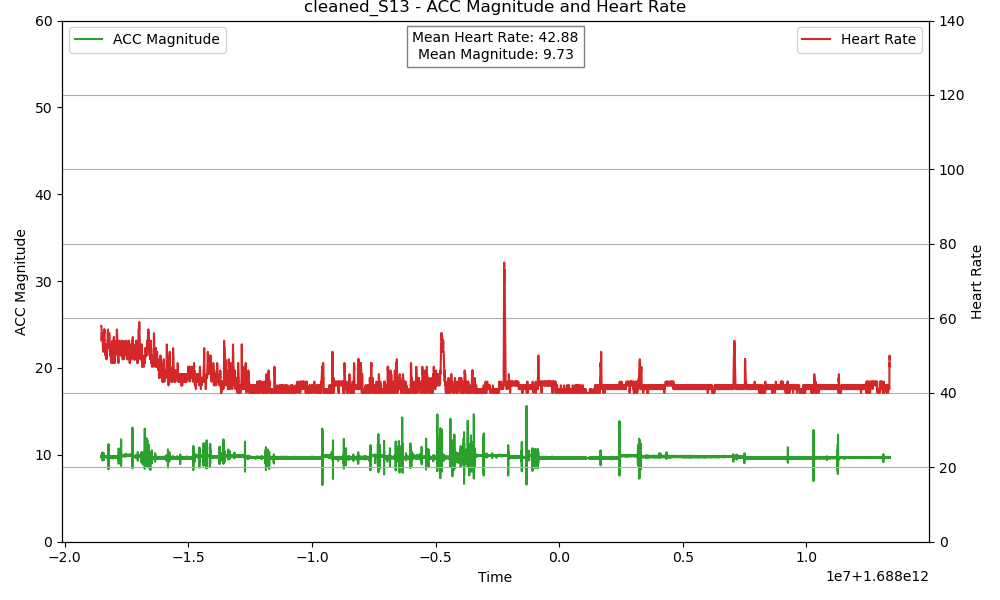 cleaned_S13 - ACC Magnitude and Heart Rate
ACC Magnitude
Mean Heart Rate: 42.88
Mean Magnitude: 9.73
Heart Rate
60
50
40
30
20
10
0
ACC Magnitude
140
120
100
80
60
40
20
0
Heart Rate
−2.0
−1.5
−1.0
−0.5
0.0
0.5
1.0
1e7+1.688e12
Time